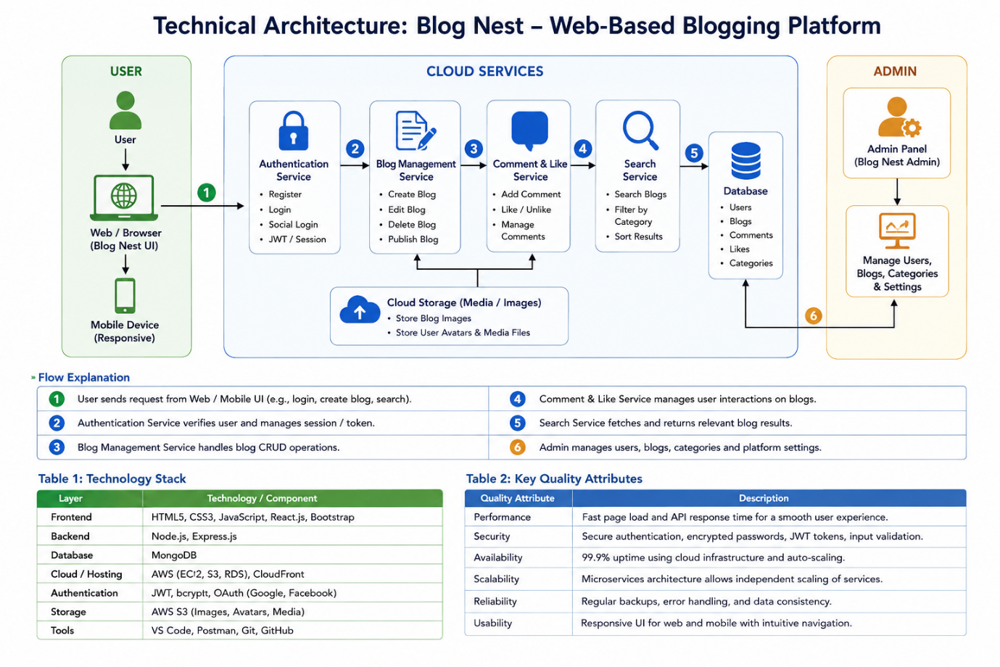 Technical Architecture: Blog Nest – Web-Based Blogging Platform
USER
User
Web / Browser
(Blog Nest UI)
Mobile Device
(Responsive)
1
CLOUD SERVICES
Authentication
Service
• Register
• Login
• Social Login
• JWT / Session
2
Blog Management
Service
• Create Blog
• Edit Blog
• Delete Blog
• Publish Blog
3
Comment & Like
Service
• Add Comment
• Like / Unlike
• Manage
Comments
4
Search
Service
• Search Blogs
• Filter by
Category
• Sort Results
5
Database
• Users
• Blogs
• Comments
• Likes
• Categories
Cloud Storage (Media / Images)
• Store Blog Images
• Store User Avatars & Media Files
6
ADMIN
Admin Panel
(Blog Nest Admin)
Manage Users,
Blogs, Categories
& Settings
» Flow Explanation
1 User sends request from Web / Mobile UI (e.g., login, create blog, search).
2 Authentication Service verifies user and manages session / token.
3 Blog Management Service handles blog CRUD operations.
4 Comment & Like Service manages user interactions on blogs.
5 Search Service fetches and returns relevant blog results.
6 Admin manages users, blogs, categories and platform settings.
Table 1: Technology Stack
Layer Technology / Component
Frontend HTML5, CSS3, JavaScript, React.js, Bootstrap
Backend Node.js, Express.js
Database MongoDB
Cloud / Hosting AWS (EC2, S3, RDS), CloudFront
Authentication JWT, bcrypt, OAuth (Google, Facebook)
Storage AWS S3 (Images, Avatars, Media)
Tools VS Code, Postman, Git, GitHub
Table 2: Key Quality Attributes
Quality Attribute Description
Performance Fast page load and API response time for a smooth user experience.
Security Secure authentication, encrypted passwords, JWT tokens, input validation.
Availability 99.9% uptime using cloud infrastructure and auto-scaling.
Scalability Microservices architecture allows independent scaling of services.
Reliability Regular backups, error handling, and data consistency.
Usability Responsive UI for web and mobile with intuitive navigation.